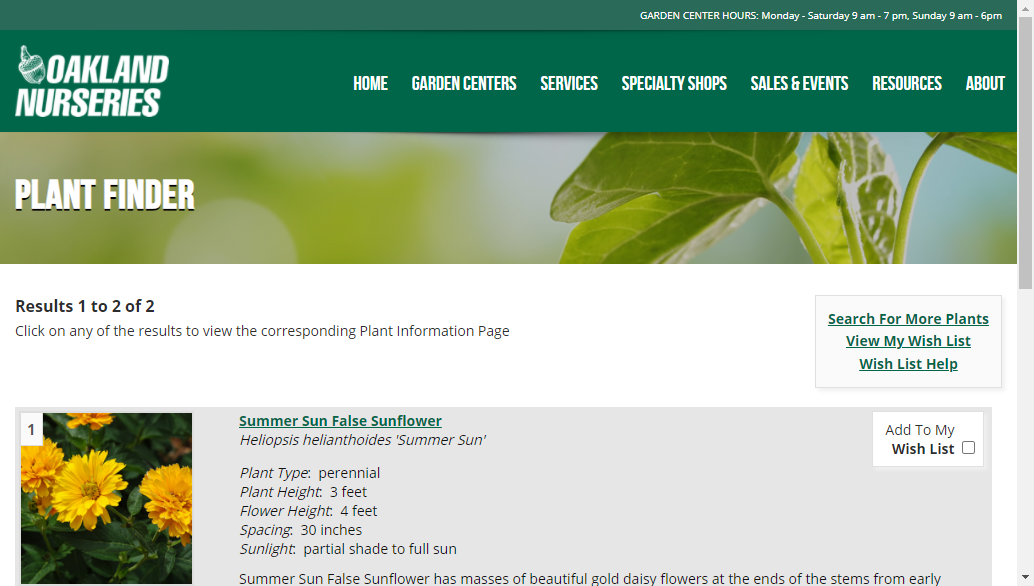 GARDEN CENTER HOURS: Monday - Saturday 9 am - 7 pm, Sunday 9 am - 6pm
OAKLAND
NURSERIES
HOME GARDEN CENTERS SERVICES SPECIALTY SHOPS SALES & EVENTS RESOURCES ABOUT
PLANT FINDER
Results 1 to 2 of 2
Click on any of the results to view the corresponding Plant Information Page
Search For More Plants
View My Wish List
Wish List Help
1
Summer Sun False Sunflower
Heliopsis helianthoides 'Summer Sun'
Plant Type: perennial
Plant Height: 3 feet
Flower Height: 4 feet
Spacing: 30 inches
Sunlight: partial shade to full sun
Add To My
Wish List
Summer Sun False Sunflower has masses of beautiful gold daisy flowers at the ends of the stems from early